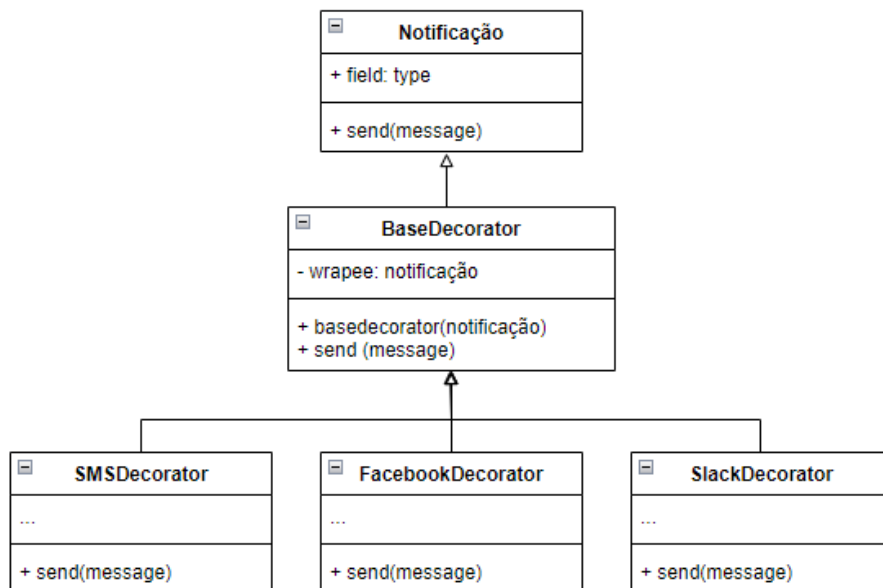 Notificação
+ field: type
+ send(message)
BaseDecorator
- wrapee: notificação
+ basedecorator(notificação)
+ send (message)
SMSDecorator
...
+ send(message)
FacebookDecorator
...
+ send(message)
SlackDecorator
...
+ send(message)